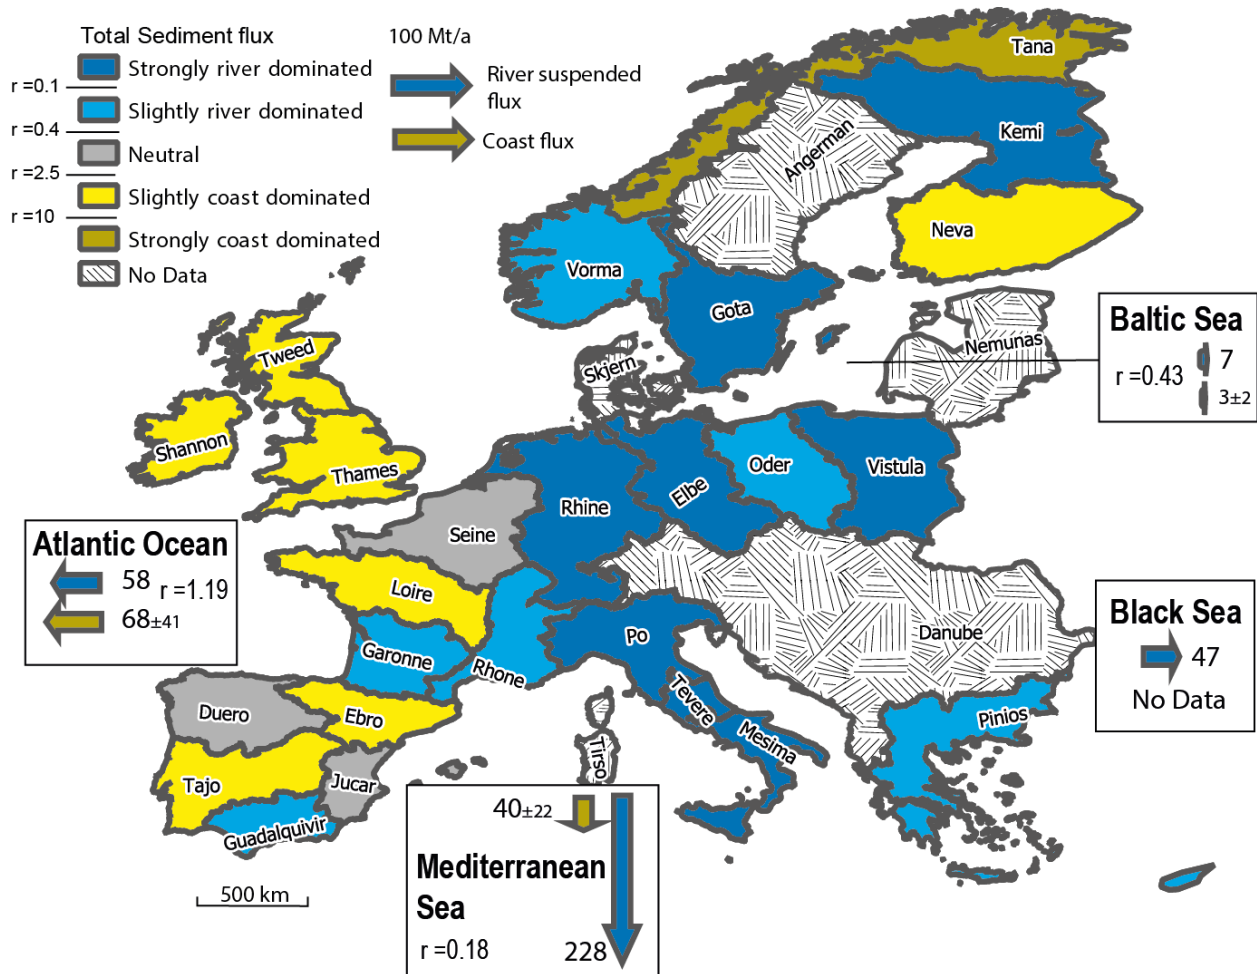 Total Sediment flux
Strongly river dominated
r =0.1
Slightly river dominated
r =0.4
Neutral
r =2.5
Slightly coast dominated
r =10
Strongly coast dominated
No Data
100 Mt/a
River suspended
flux
Coast flux
Tana
Kemi
Angerman
Neva
Vorma
Gota
Baltic Sea
r =0.43
7
3±2
Nemunas
Skjern
Tweed
Shannon
Thames
Rhine
Elbe
Oder
Vistula
Seine
Atlantic Ocean
58
r =1.19
68±41
Loire
Garonne
Rhone
Po
Danube
Black Sea
47
No Data
Tevere
Mesima
Pinios
Duero
Ebro
Tajo
Jucar
Guadalquivir
Tirso
40±22
Mediterranean
Sea
r =0.18
228
500 km